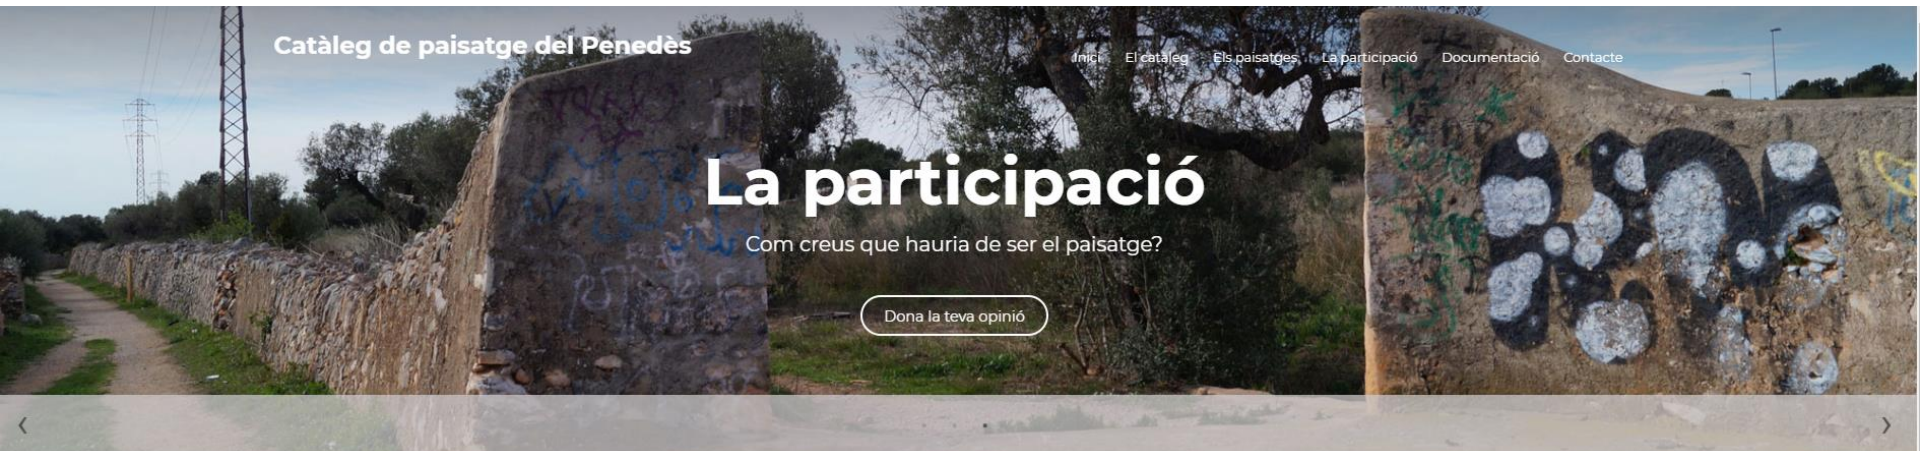 Catàleg de paisatge del Penedès
Inici El catàleg Els paisatges La participació Documentació Contacte
La participació
Com creus que hauria de ser el paisatge?
Dona la teva opinió